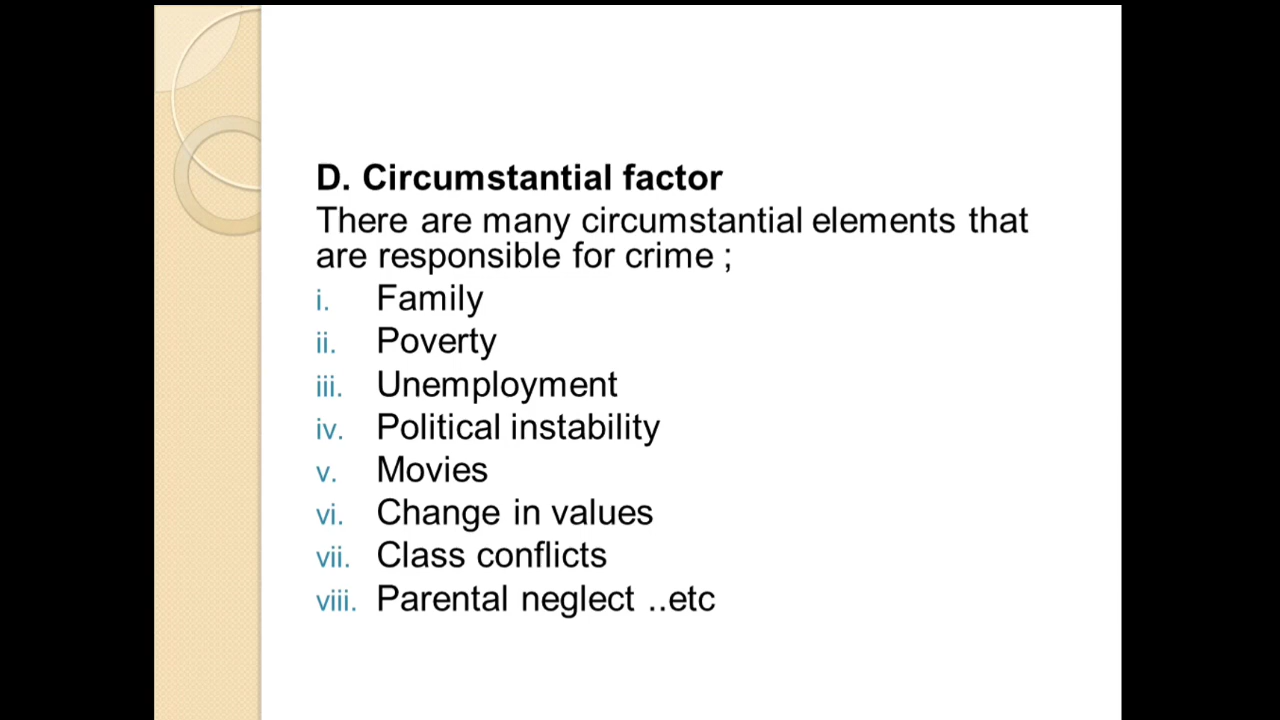 D. Circumstantial factor
There are many circumstantial elements that
are responsible for crime ;
i. Family
ii. Poverty
iii. Unemployment
iv. Political instability
v. Movies
vi. Change in values
vii. Class conflicts
viii. Parental neglect ..etc